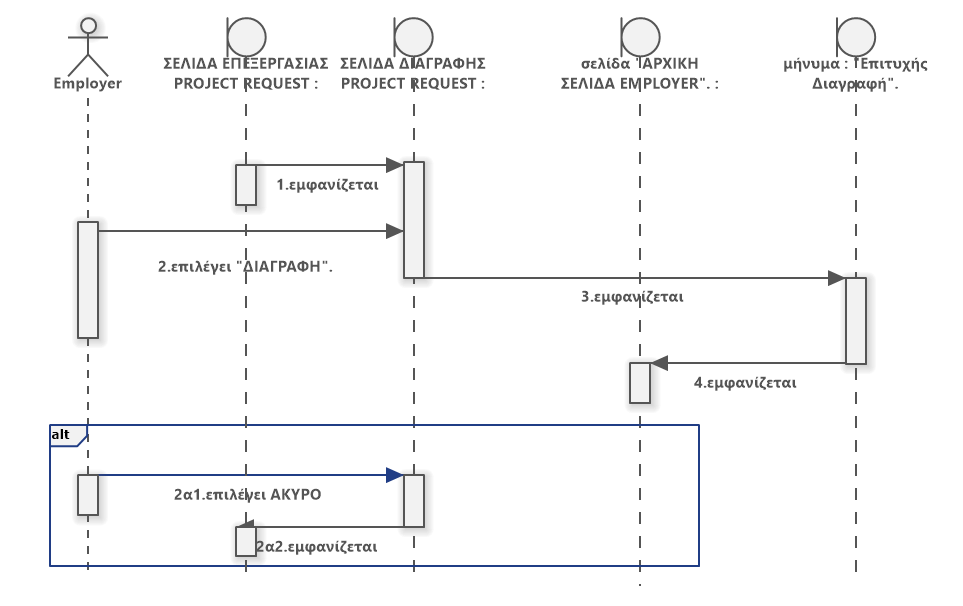 Employer
ΣΕΛΙΔΑ ΕΠΕΞΕΡΓΑΣΙΑΣ
PROJECT REQUEST :
ΣΕΛΙΔΑ ΔΙΑΓΡΑΦΗΣ
PROJECT REQUEST :
σελίδα "ΑΡΧΙΚΗ
ΣΕΛΙΔΑ EMPLOYER". :
μήνυμα : "Επιτυχής
Διαγραφή".
1.εμφανίζεται
2.επιλέγει "ΔΙΑΓΡΑΦΗ".
3.εμφανίζεται
4.εμφανίζεται
alt
2α1.επιλέγει ΑΚΥΡΟ
2α2.εμφανίζεται